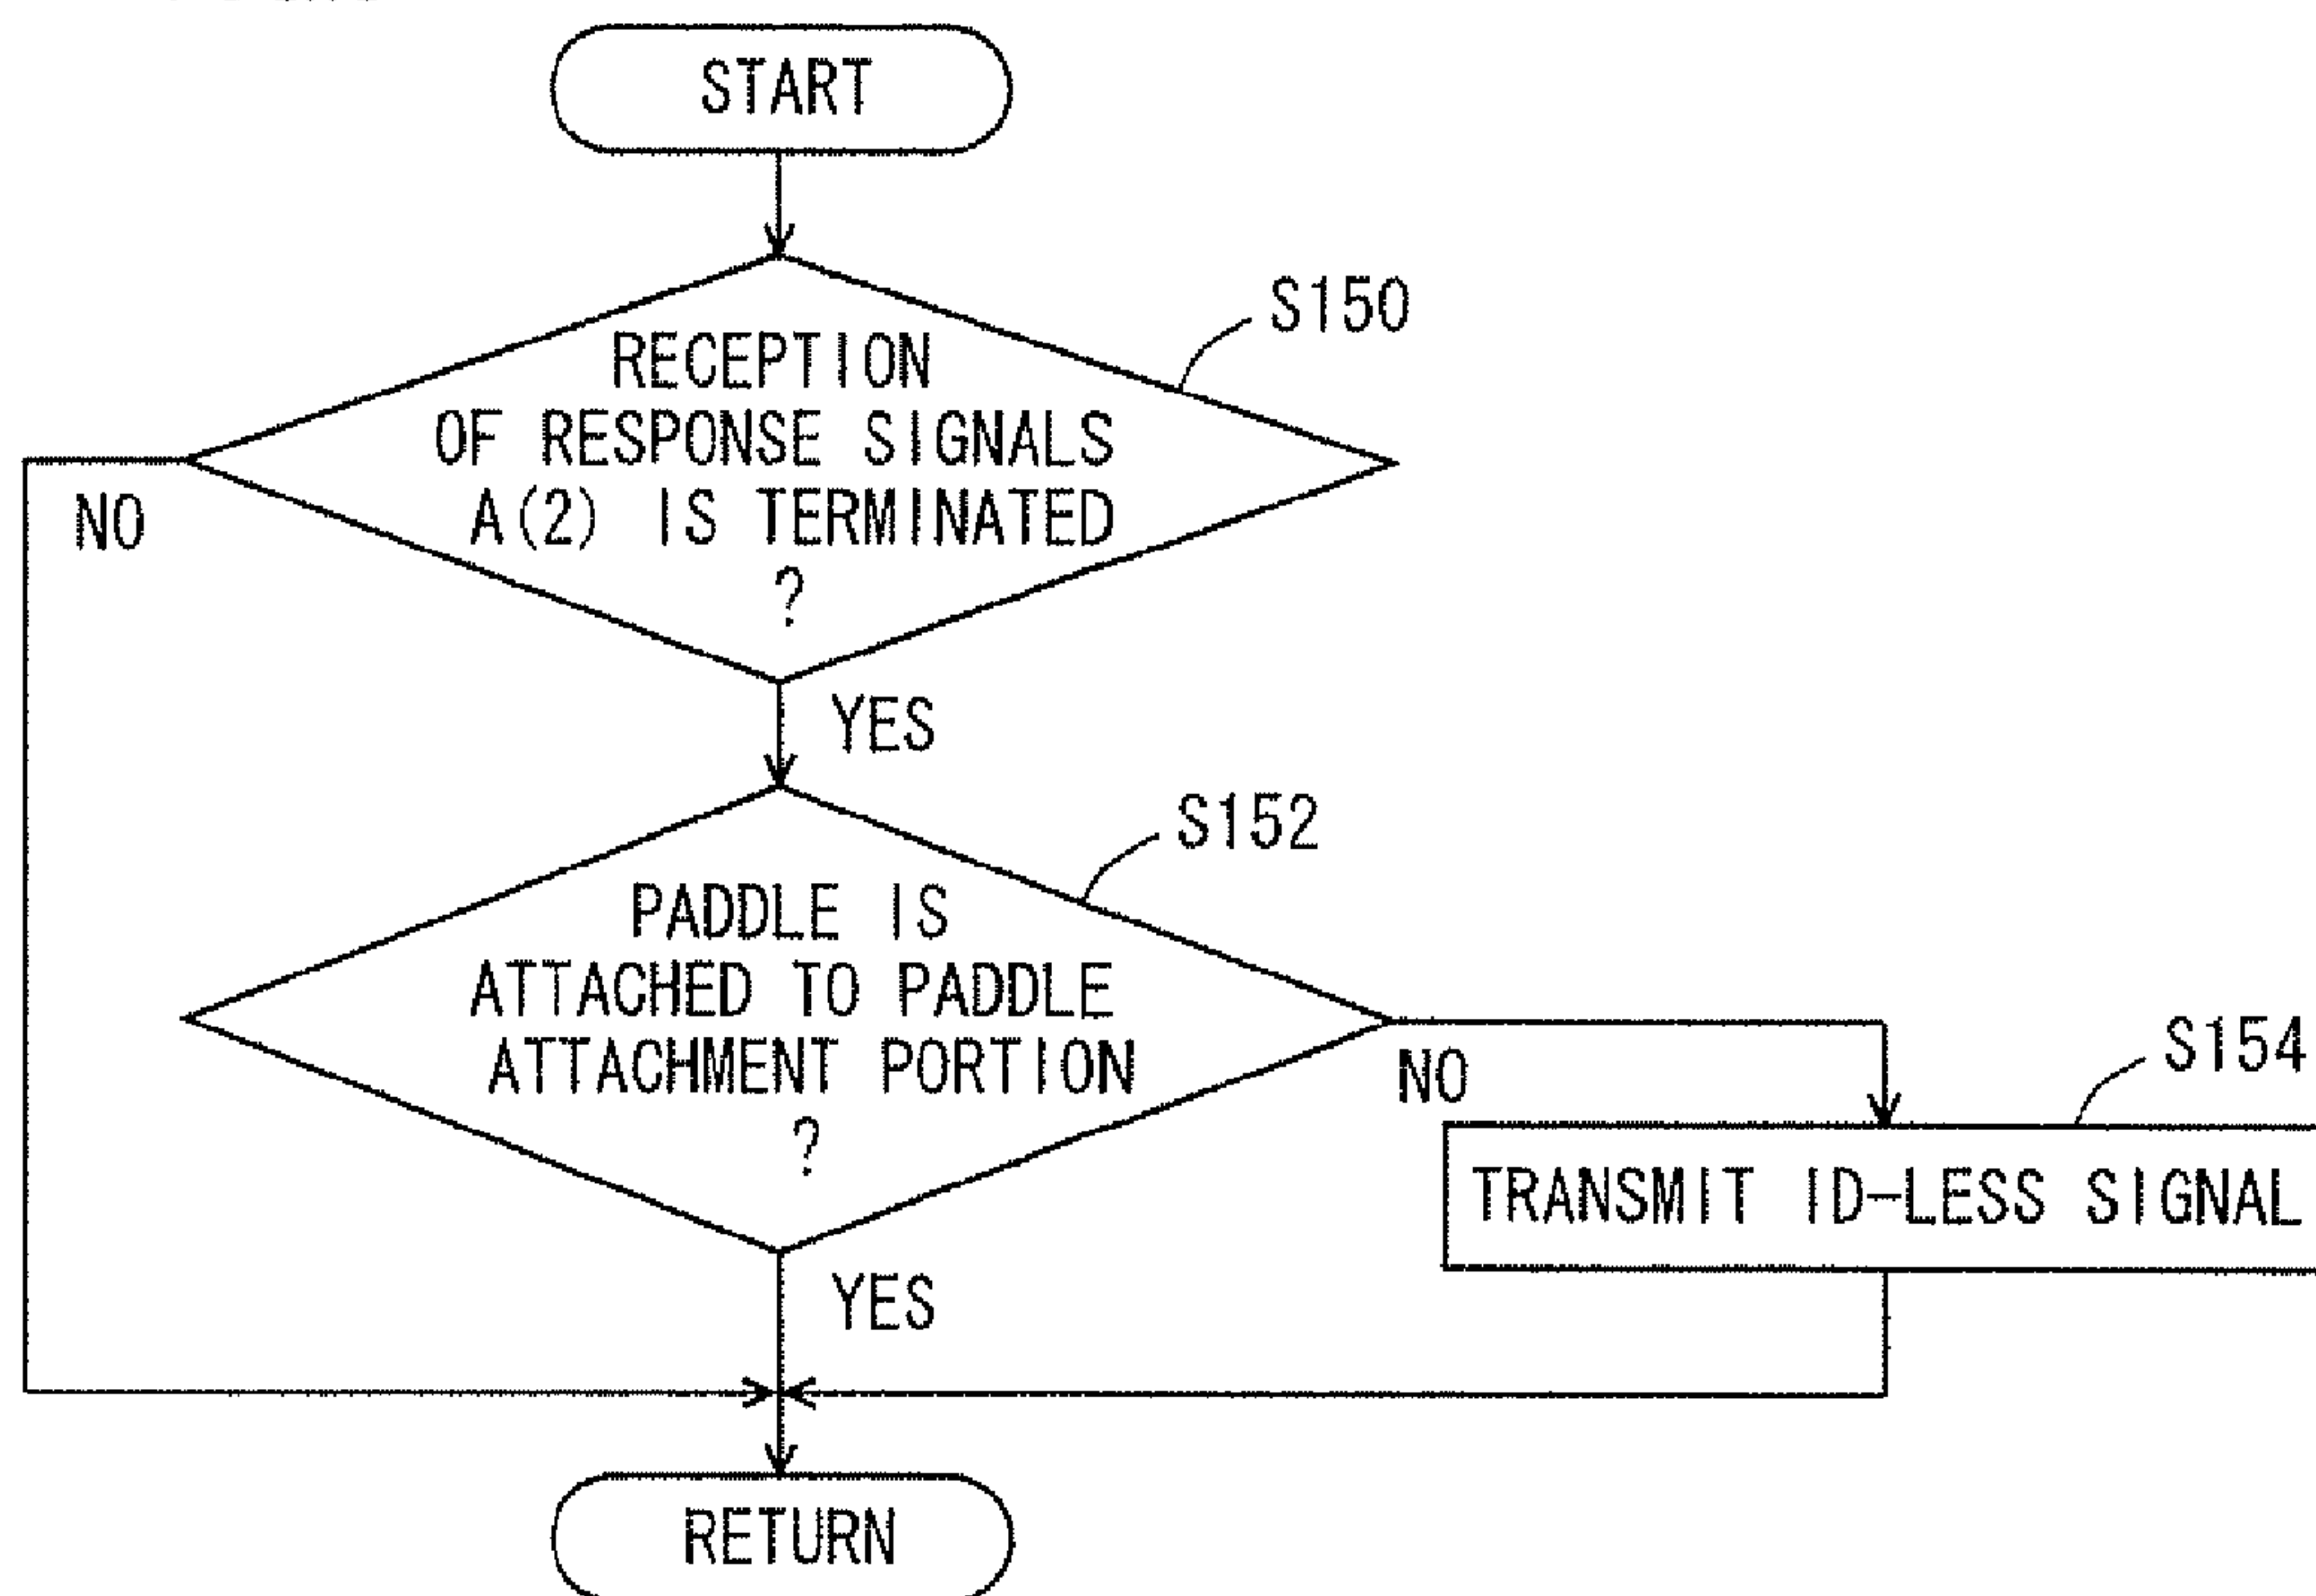 START
S150
RECEPTION
OF RESPONSE SIGNALS
A(2) IS TERMINATED
?
NO
YES
S152
PADDLE IS
ATTACHED TO PADDLE
ATTACHMENT PORTION
?
NO
S154
TRANSMIT ID-LESS SIGNAL
YES
RETURN